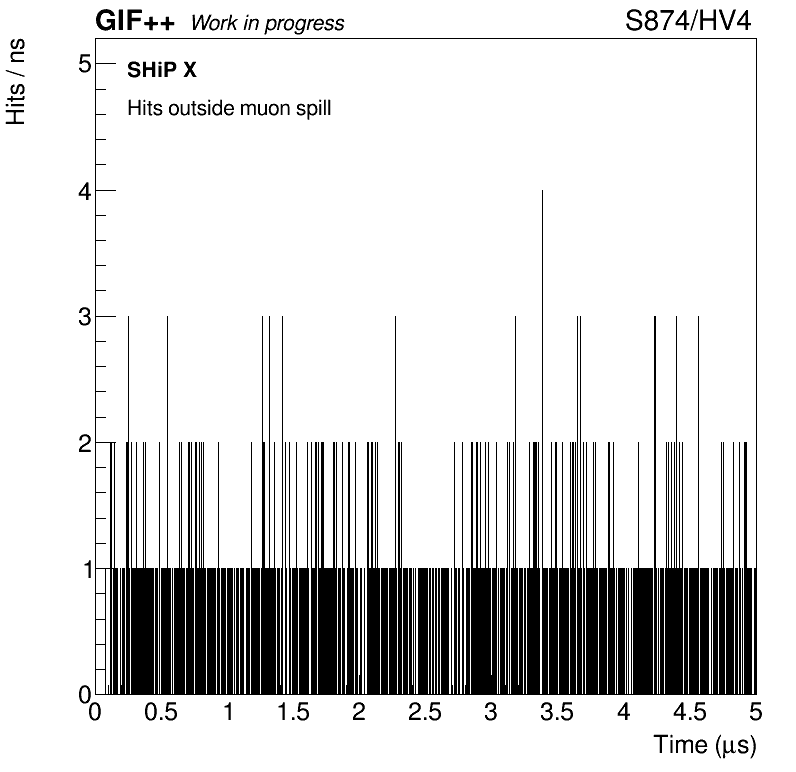 GIF++ Work in progress S874/HV4
Hits / ns
SHiP X
Hits outside muon spill
5
4
3
2
1
0
0 0.5 1 1.5 2 2.5 3 3.5 4 4.5 5
Time (μs)